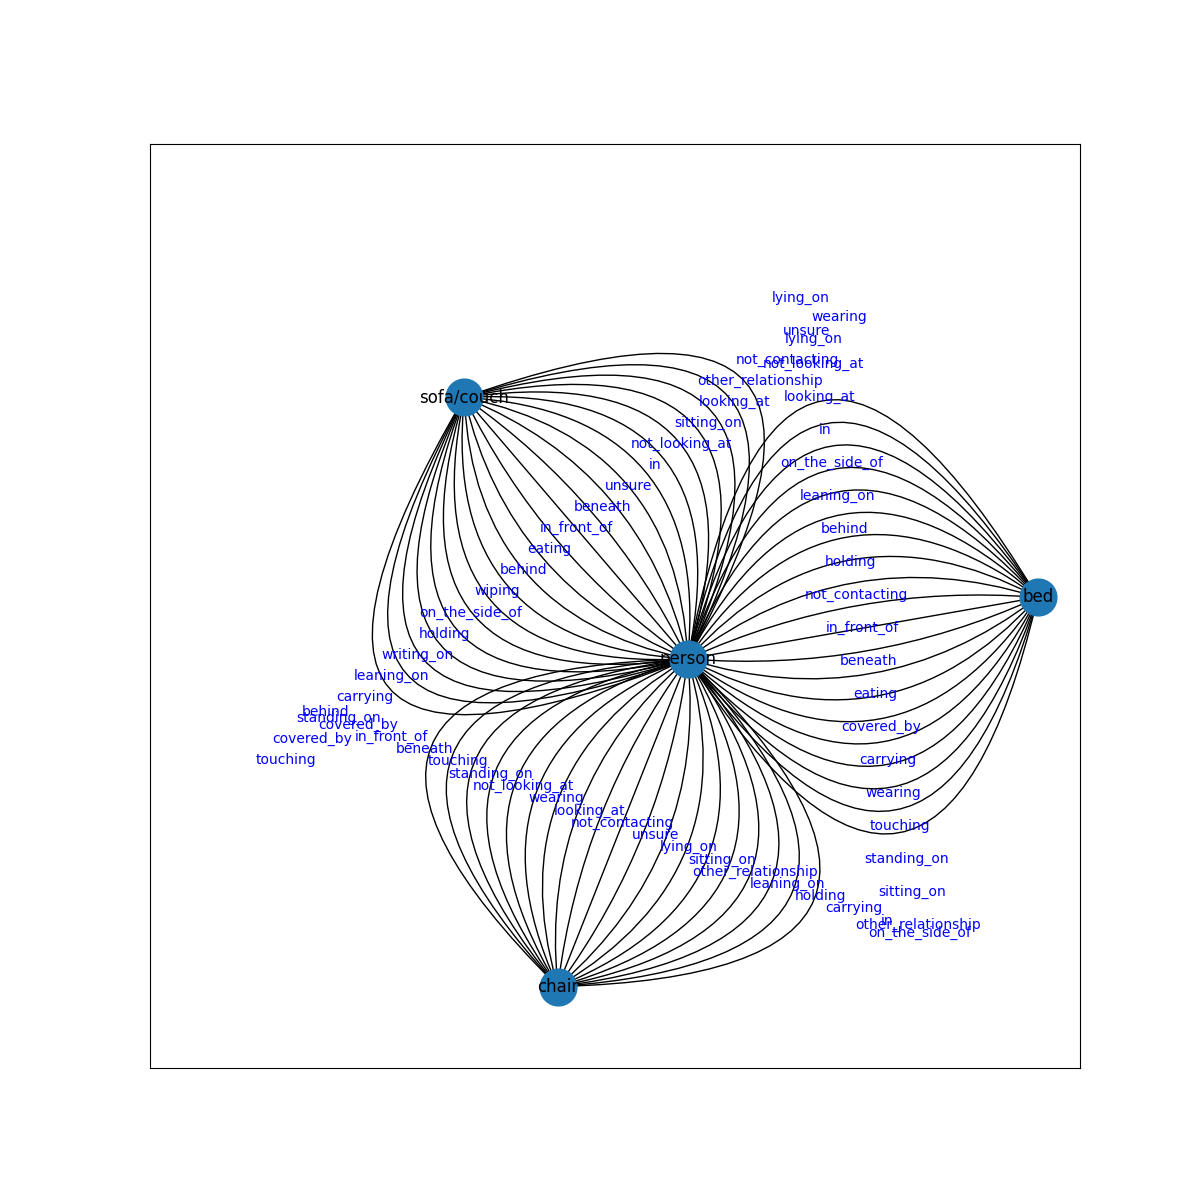 lying_on
wearing
unsure
lying_on
not_contacting
not_looking_at
other_relationship
looking_at
sofa/couch
looking_at
sitting_on
in
not_looking_at
in
on_the_side_of
unsure
leaning_on
beneath
in_front_of
behind
eating
holding
behind
wiping
not_contacting
bed
on_the_side_of
in_front_of
holding
writing_on
person
beneath
leaning_on
carrying
eating
behind
standing_on
covered_by
covered_by
in_front_of
covered_by
beneath
touching
touching
carrying
standing_on
not_looking_at
wearing
wearing
looking_at
not_contacting
touching
unsure
lying_on
sitting_on
standing_on
other_relationship
leaning_on
sitting_on
holding
carrying
in
other_relationship
on_the_side_of
chair